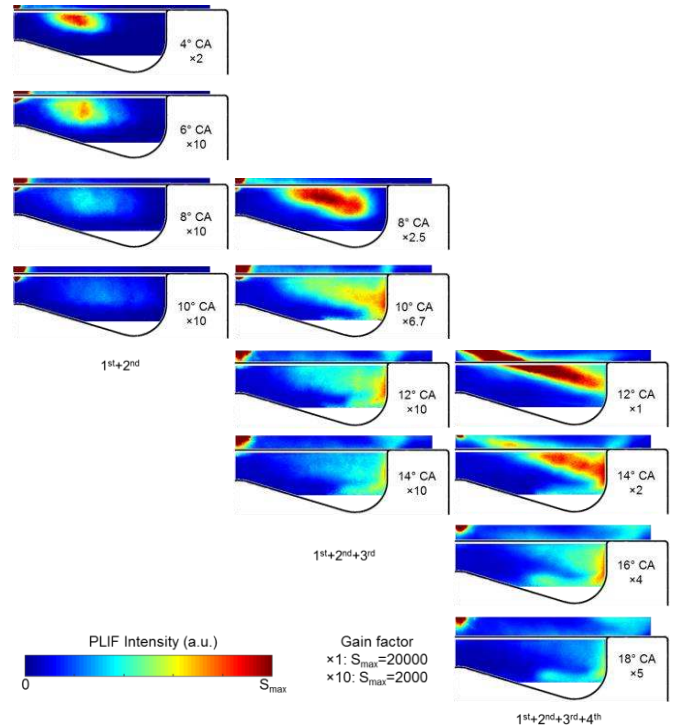 4° CA
×2
6° CA
×10
8° CA
×10
8° CA
×2.5
10° CA
×10
10° CA
×6.7
1st+2nd
12° CA
×10
12° CA
×1
14° CA
×10
14° CA
×2
1st+2nd+3rd
16° CA
×4
PLIF Intensity (a.u.)
0
Smax
Gain factor
×1: Smax=20000
×10: Smax=2000
18° CA
×5
1st+2nd+3rd+4th